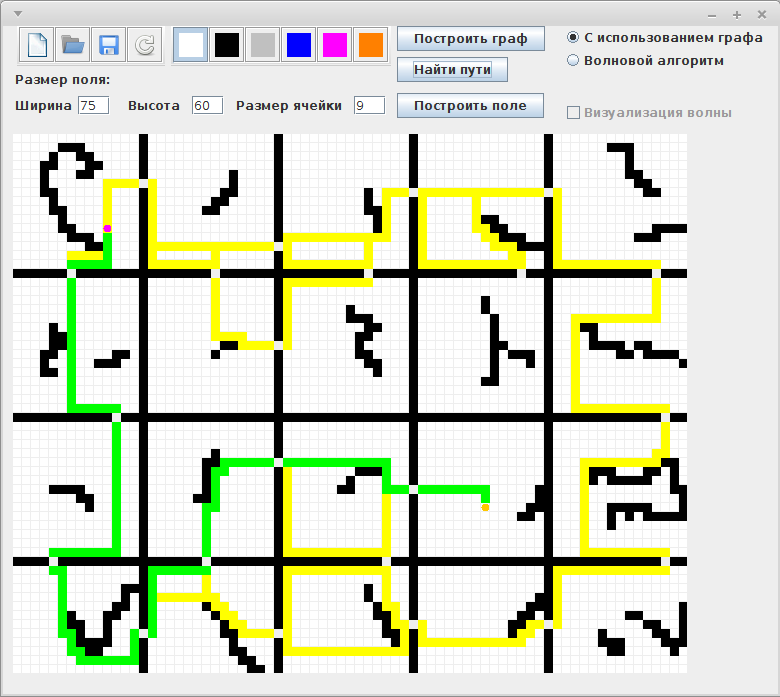 Построить граф
С использованием графа
Найти пути
Волновой алгоритм
Размер поля:
Ширина 75 Высота 60 Размер ячейки 9
Построить поле
Визуализация волны